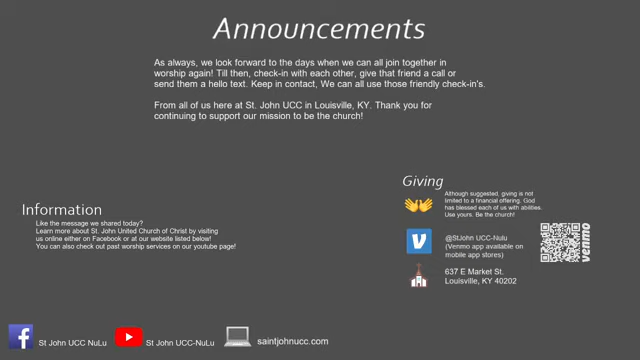 Announcements
As always, we look forward to the days when we can all join together in
worship again! Till then, check-in with each other, give that friend a call or
send them a hello text. Keep in contact, We can all use those friendly check-in's.
From all of us here at St. John UCC in Louisville, KY. Thank you for
continuing to support our mission to be the church!
Giving
Although suggested, giving is not
limited to a financial offering. God
has blessed each of us with abilities.
Use yours. Be the church!
Information
Like the message we shared today?
Learn more about St. John United Church of Christ by visiting
us online either on Facebook or at our website listed below!
You can also check out past worship services on our youtube page!
@StJohn UCC-Nulu
(Venmo app available on
mobile app stores)
venmo
637 E Market St.
Louisville, KY 40202
St John UCC NuLu
St John UCC-NuLu
saintjohnucc.com